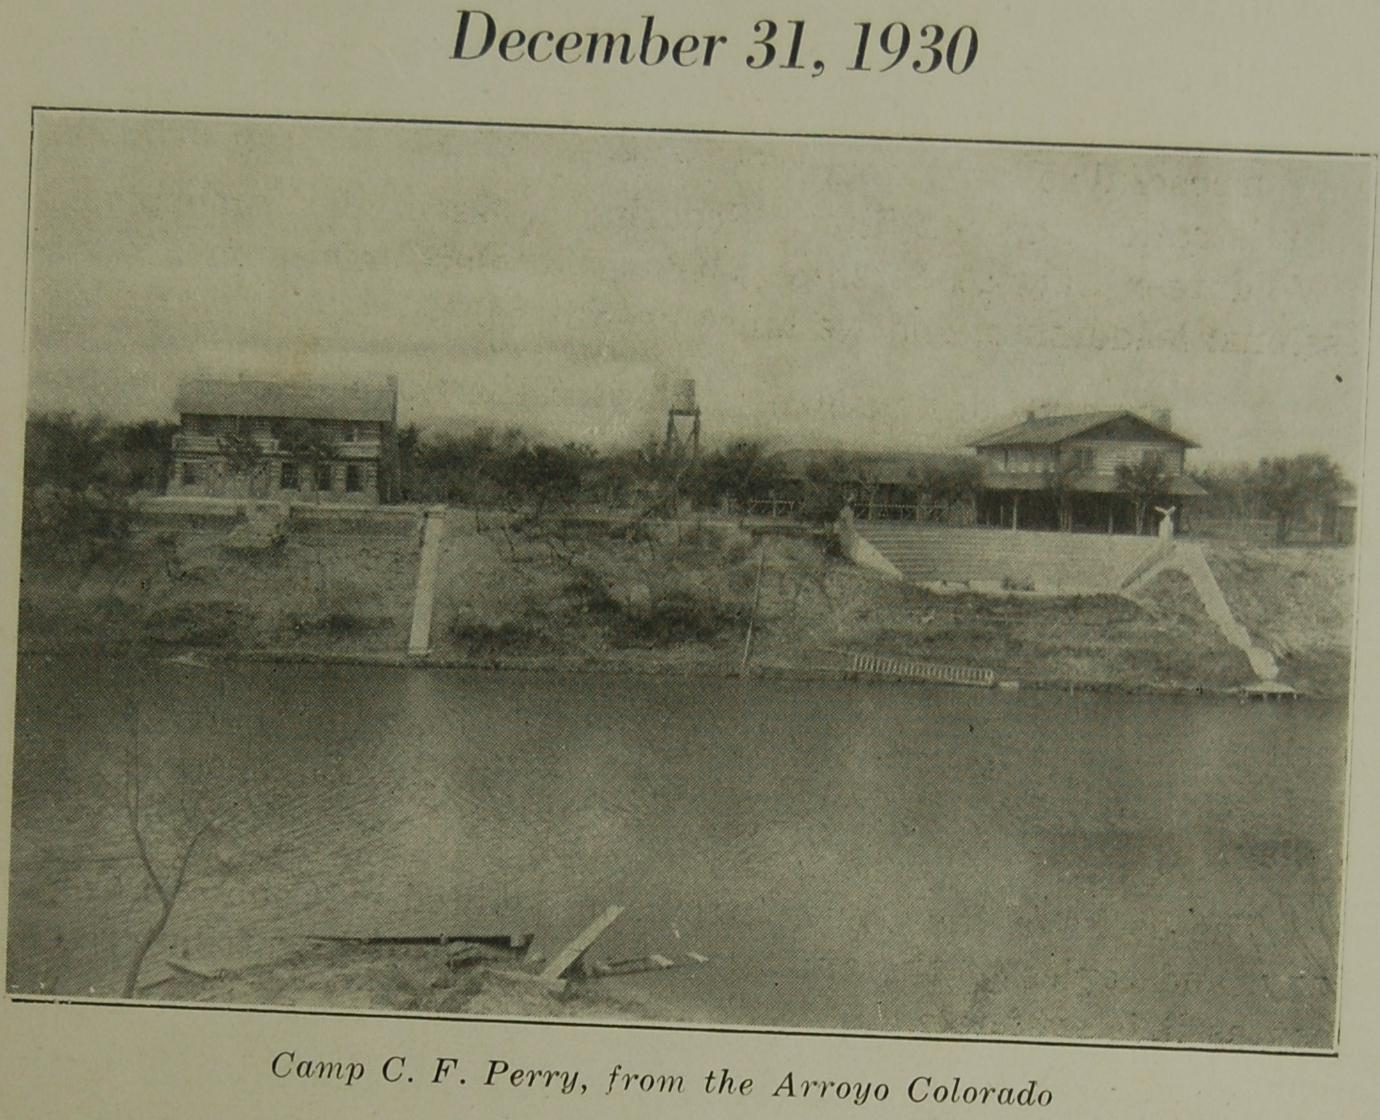 December 31, 1930
Camp C. F. Perry, from the Arroyo Colorado